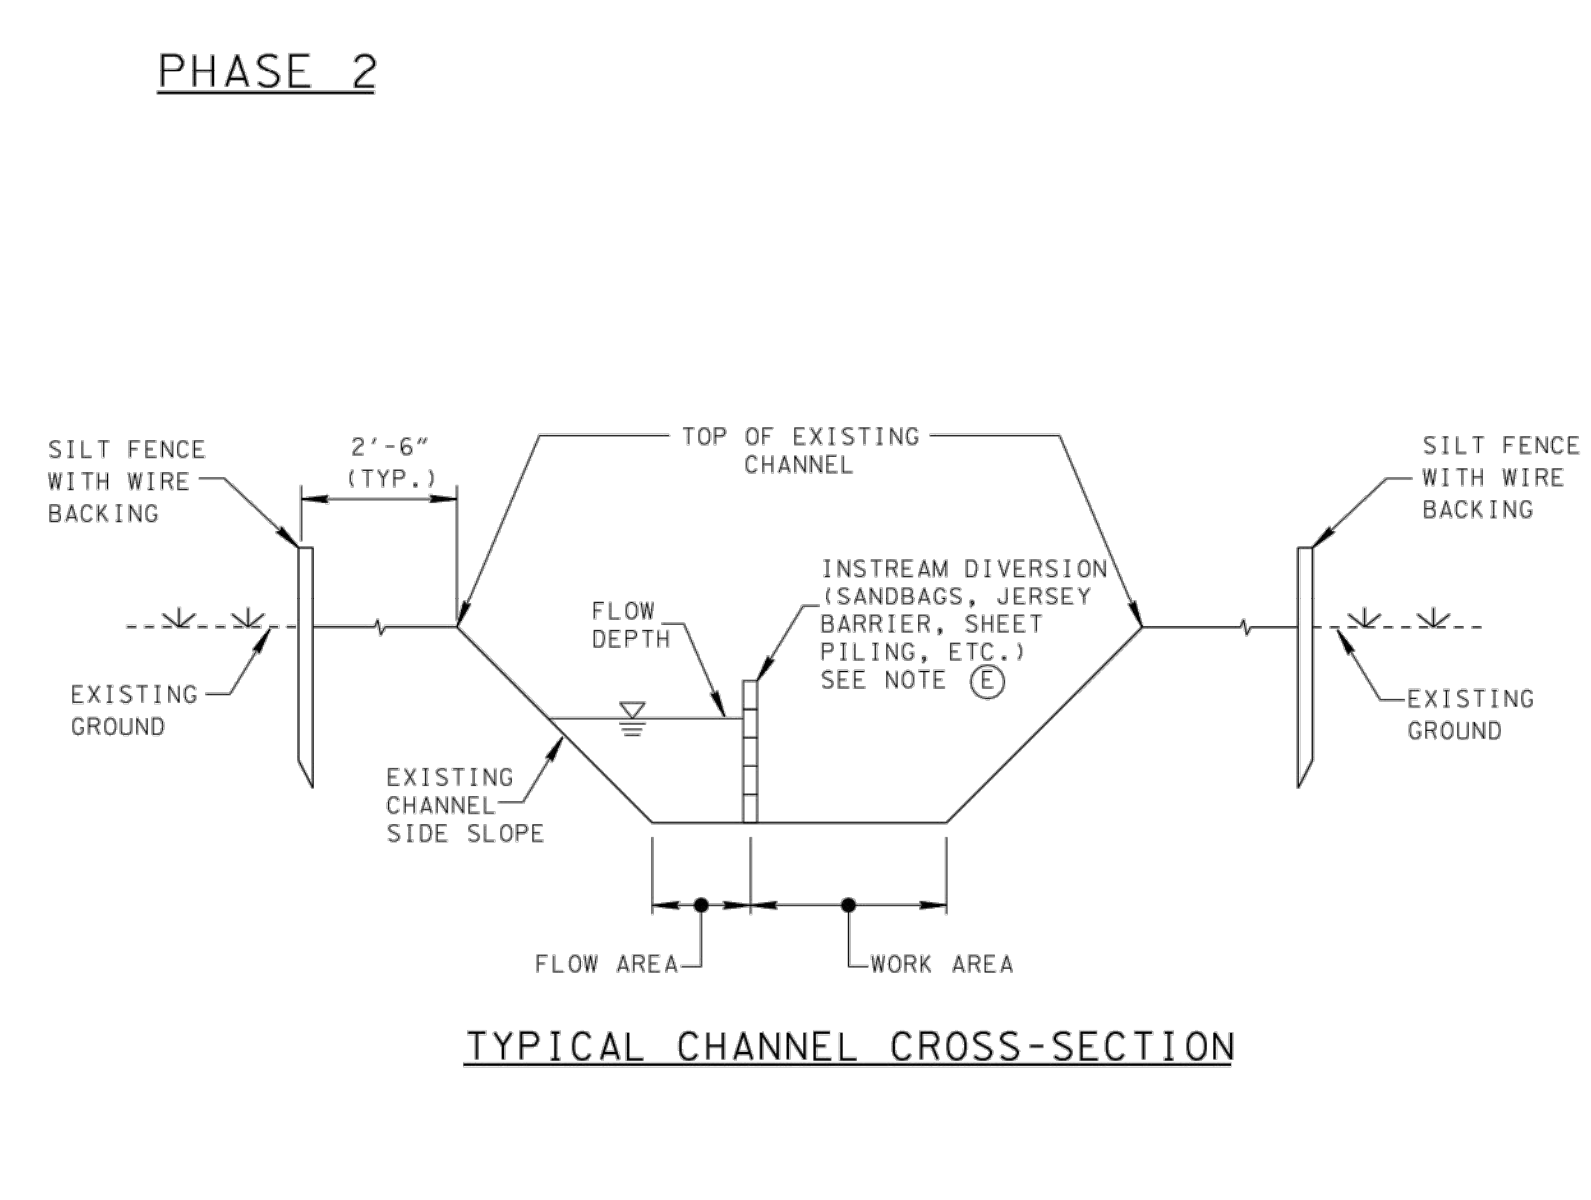 PHASE 2
SILT FENCE
WITH WIRE
BACKING
2'-6"
(TYP.)
TOP OF EXISTING
CHANNEL
SILT FENCE
WITH WIRE
BACKING
INSTREAM DIVERSION
(SANDBAGS, JERSEY
BARRIER, SHEET
PILING, ETC.)
SEE NOTE E
FLOW
DEPTH
EXISTING
GROUND
EXISTING
GROUND
EXISTING
CHANNEL
SIDE SLOPE
FLOW AREA
WORK AREA
TYPICAL CHANNEL CROSS-SECTION